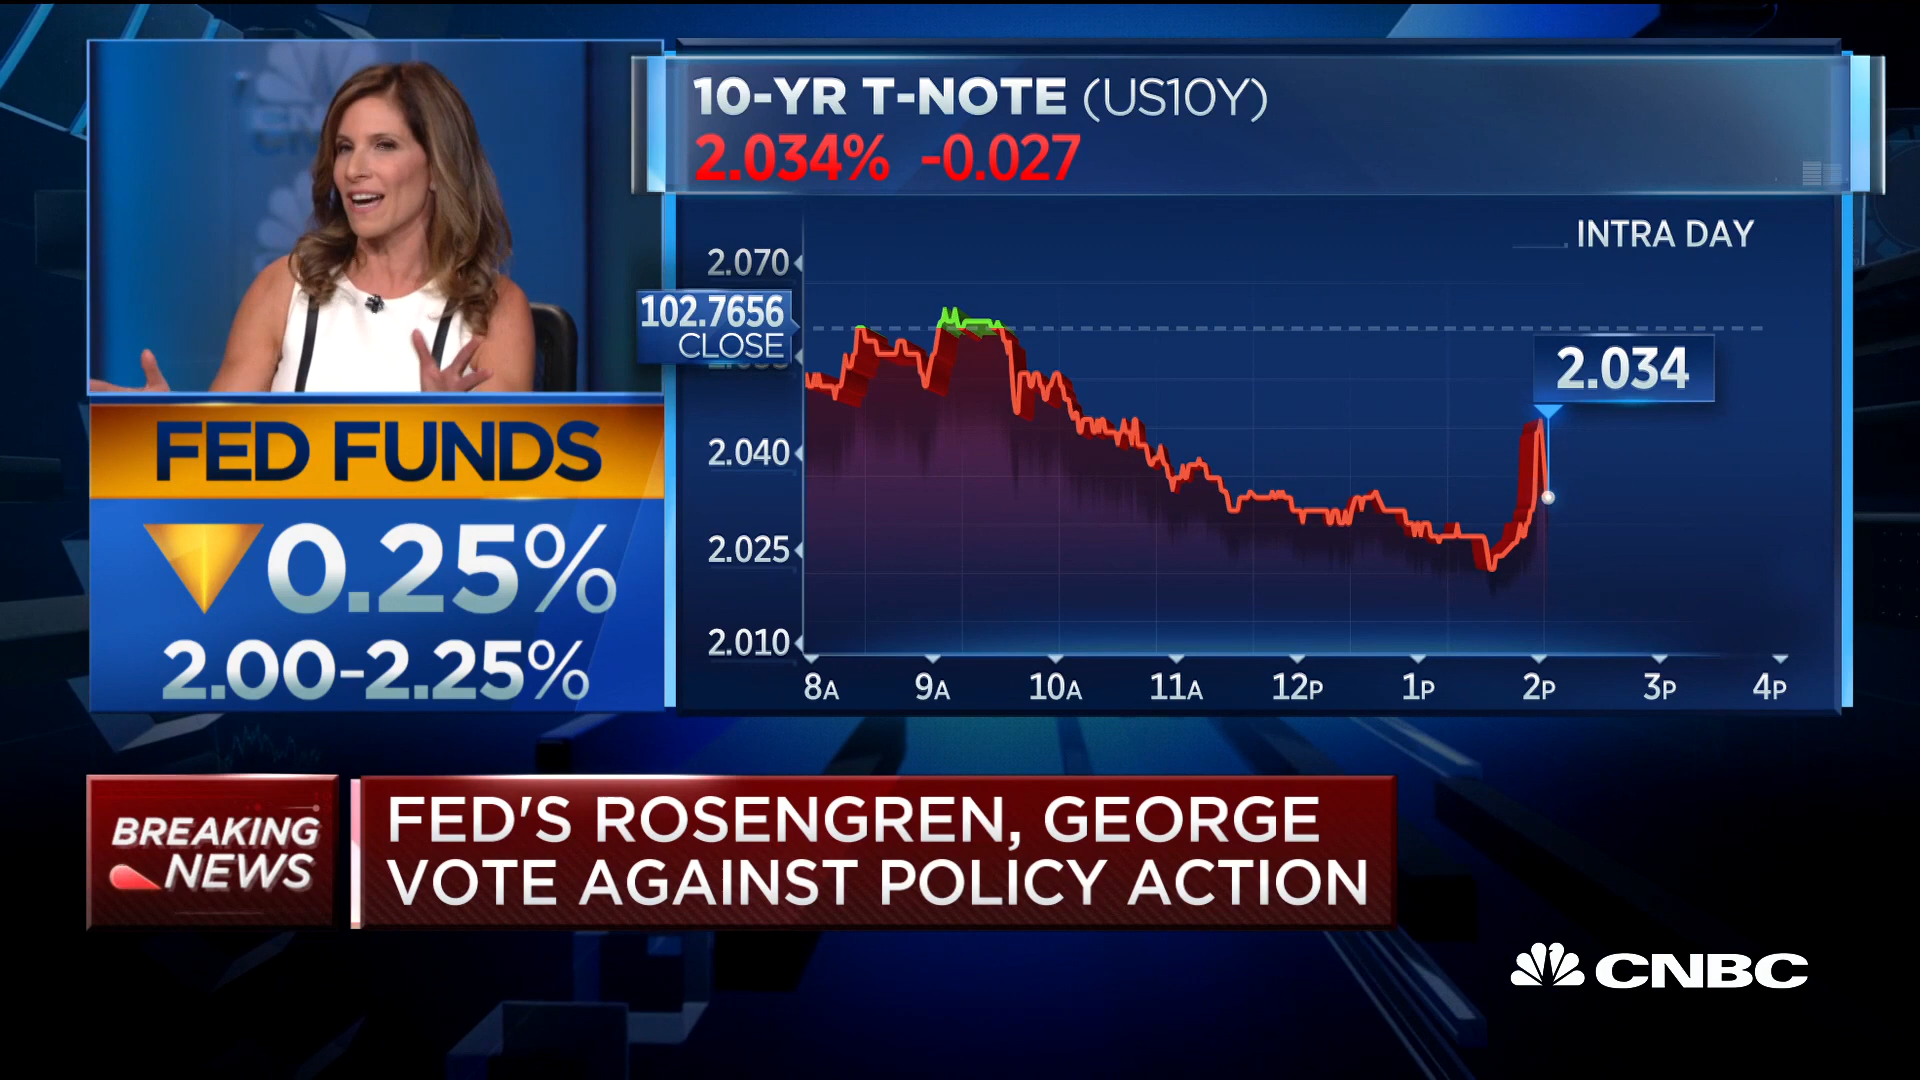 10-YR T-NOTE (US10Y)
2.034% -0.027
INTRA DAY
2.070
102.7656
CLOSE
2.034
2.040
2.025
2.010
8A 9A 10A 11A 12P 1P 2P 3P 4P
FED FUNDS
0.25%
2.00-2.25%
BREAKING
NEWS
FED'S ROSENGREN, GEORGE
VOTE AGAINST POLICY ACTION
CNBC